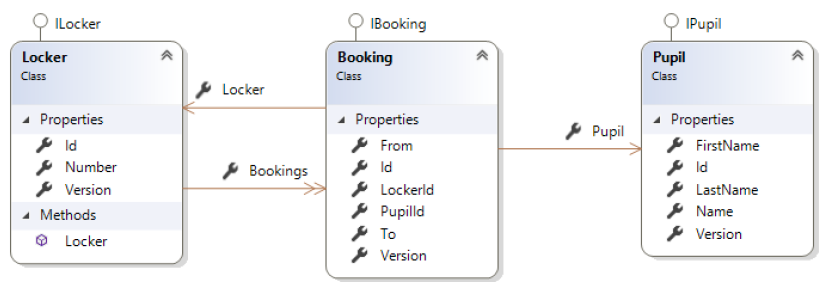 ILocker
Locker
Class
Properties
Id
Number
Version
Methods
Locker
Locker
Bookings
IBooking
Booking
Class
Properties
From
Id
LockerId
PupilId
To
Version
Pupil
IPupil
Pupil
Class
Properties
FirstName
Id
LastName
Name
Version